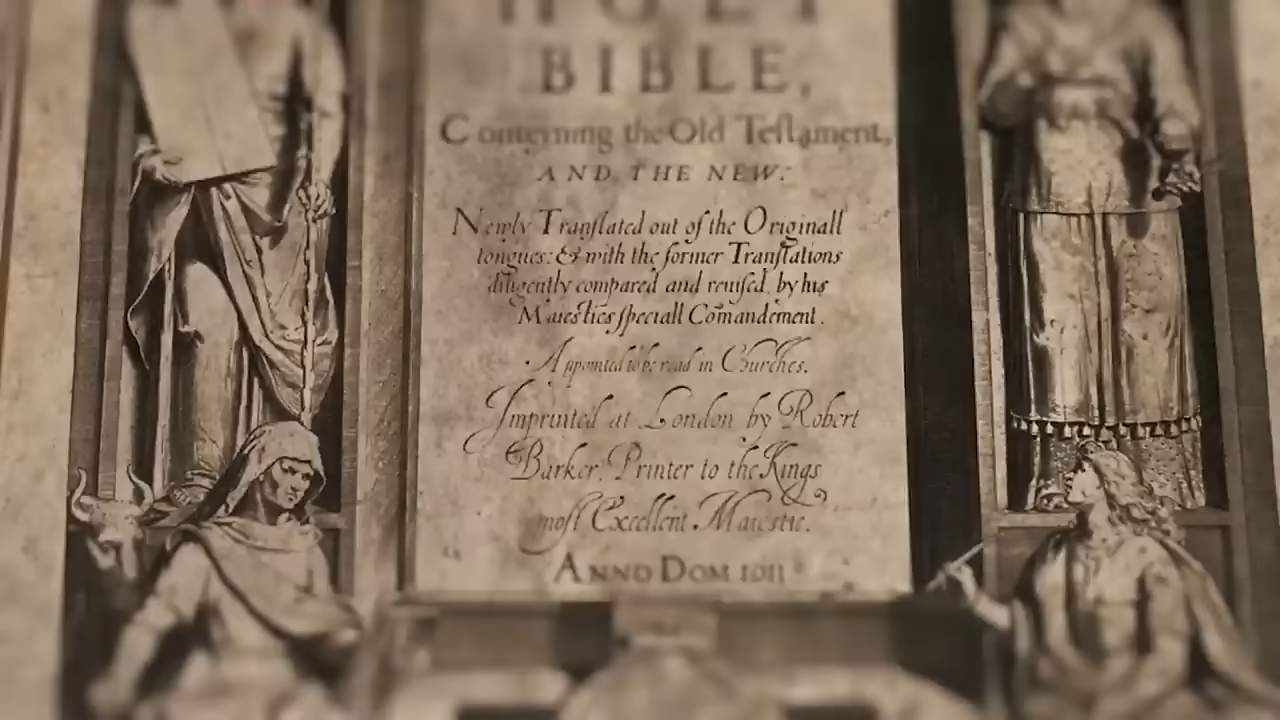 HOLY
BIBLE,
Conteyning the Old Teſtament,
AND THE NEW:
Newly Tranſlated out of the Originall
tongues: & with the former Tranſlations
diligently compared and reuiſed, by his
Maiesties ſpeciall Comandement.
Appointed to be read in Churches.
Imprinted at London by Robert
Barker, Printer to the Kings
moſt Excellent Maiestie.
ANNO DOM 1611